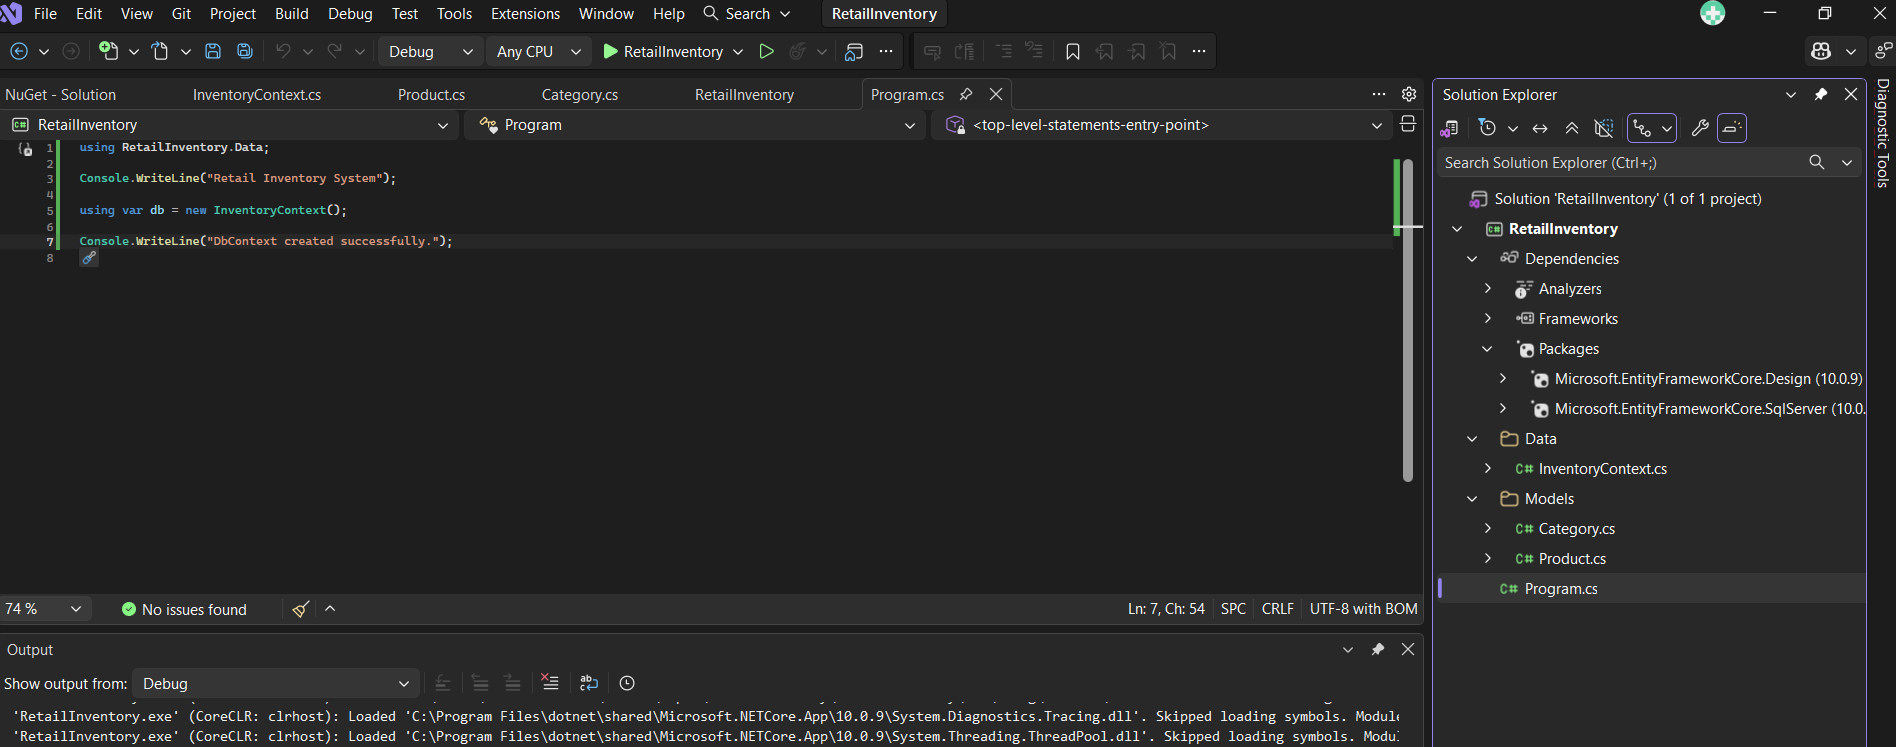 File Edit View Git Project Build Debug Test Tools Extensions Window Help Search RetailInventory
Debug Any CPU RetailInventory
NuGet - Solution InventoryContext.cs Product.cs Category.cs RetailInventory Program.cs
RetailInventory Program <top-level-statements-entry-point>
1 using RetailInventory.Data;
2
3 Console.WriteLine("Retail Inventory System");
4
5 using var db = new InventoryContext();
6
7 Console.WriteLine("DbContext created successfully.");
8
74 % No issues found Ln: 7, Ch: 54 SPC CRLF UTF-8 with BOM
Output
Show output from: Debug
'RetailInventory.exe' (CoreCLR: clrhost): Loaded 'C:\Program Files\dotnet\shared\Microsoft.NETCore.App\10.0.9\System.Diagnostics.Tracing.dll'. Skipped loading symbols. Module
'RetailInventory.exe' (CoreCLR: clrhost): Loaded 'C:\Program Files\dotnet\shared\Microsoft.NETCore.App\10.0.9\System.Threading.ThreadPool.dll'. Skipped loading symbols. Modul
Solution Explorer
Search Solution Explorer (Ctrl+;)
Solution 'RetailInventory' (1 of 1 project)
RetailInventory
Dependencies
Analyzers
Frameworks
Packages
Microsoft.EntityFrameworkCore.Design (10.0.9)
Microsoft.EntityFrameworkCore.SqlServer (10.0.
Data
C# InventoryContext.cs
Models
C# Category.cs
C# Product.cs
C# Program.cs
Diagnostic Tools